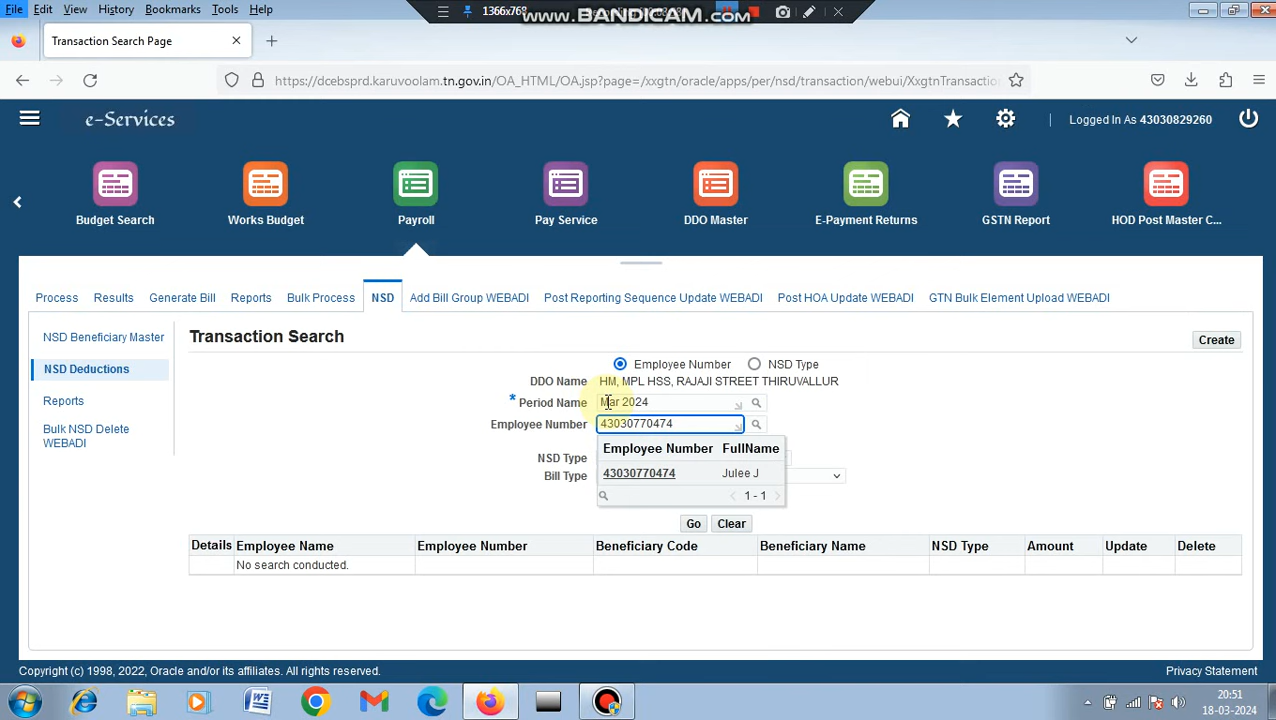 File Edit View History Bookmarks Tools Help
1366x768
www.BANDICAM.com
Transaction Search Page
https://dcebsprd.karuvoolam.tn.gov.in/OA_HTML/OA.jsp?page=/xxgtn/oracle/apps/per/nsd/transaction/webui/XxgtnTransactio
e-Services
Logged In As 43030829260
Budget Search Works Budget Payroll Pay Service DDO Master E-Payment Returns GSTN Report HOD Post Master C...
Process Results Generate Bill Reports Bulk Process NSD Add Bill Group WEBADI Post Reporting Sequence Update WEBADI Post HOA Update WEBADI GTN Bulk Element Upload WEBADI
NSD Beneficiary Master
NSD Deductions
Reports
Bulk NSD Delete
WEBADI
Transaction Search
Create
Employee Number NSD Type
DDO Name HM, MPL HSS, RAJAJI STREET THIRUVALLUR
* Period Name Mar 2024
Employee Number 43030770474
Employee Number FullName
43030770474 Julee J
1 - 1
NSD Type
Bill Type
Go Clear
Details Employee Name Employee Number Beneficiary Code Beneficiary Name NSD Type Amount Update Delete
No search conducted.
Copyright (c) 1998, 2022, Oracle and/or its affiliates. All rights reserved.
Privacy Statement
20:51
18-03-2024